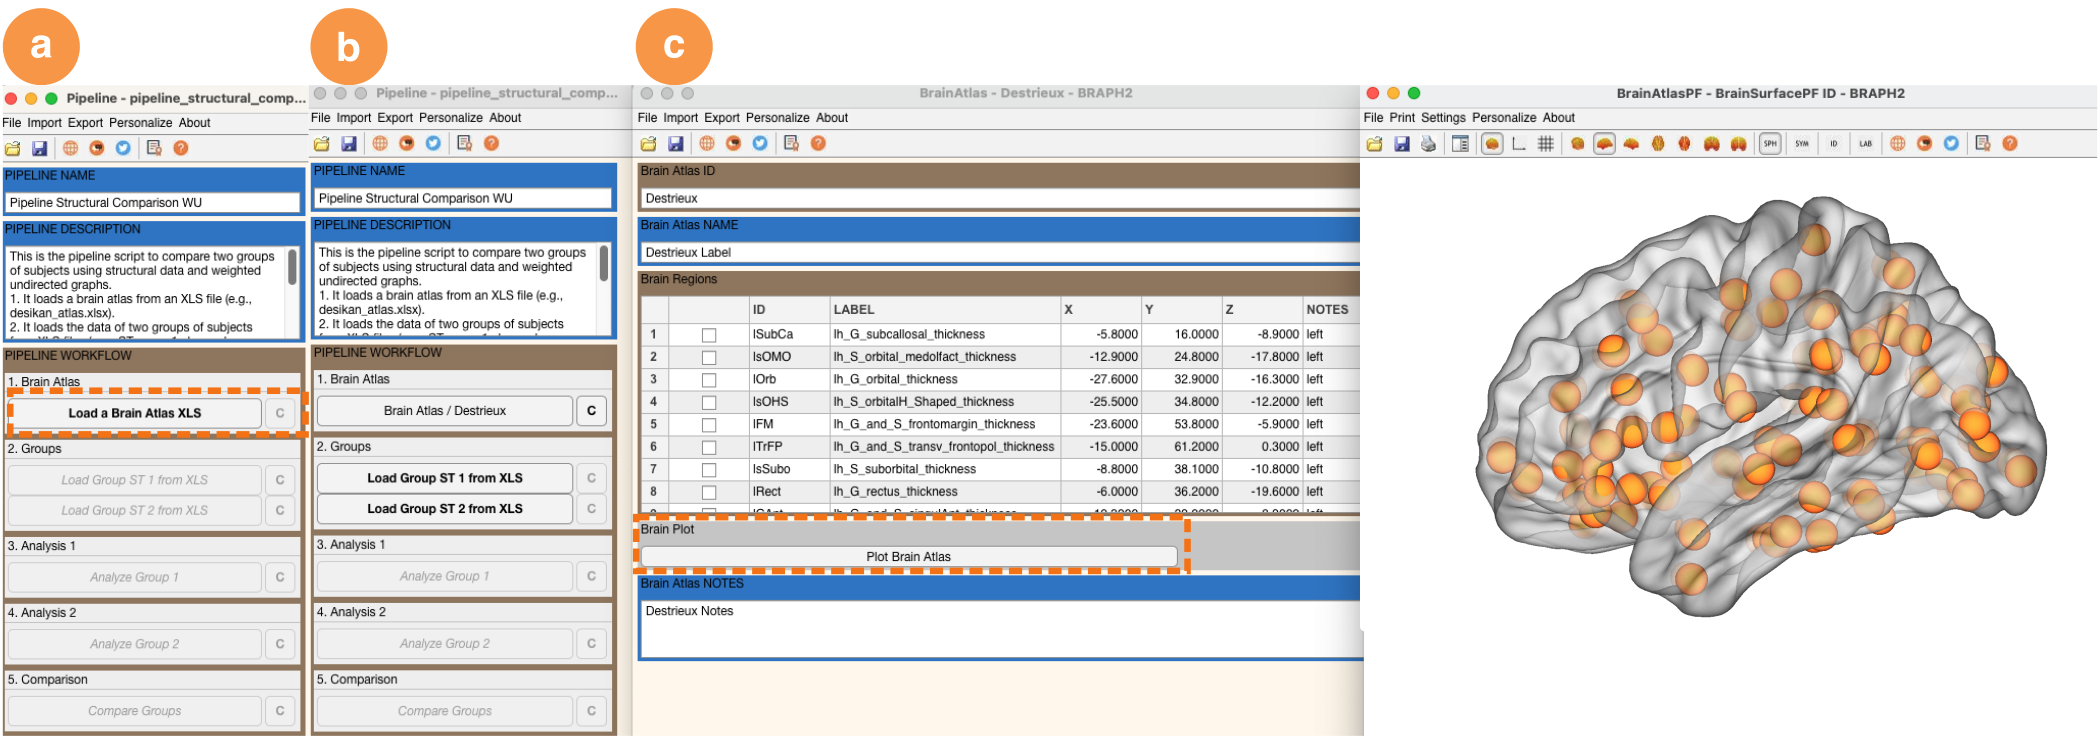 a
Pipeline - pipeline_structural_comp...
File Import Export Personalize About
PIPELINE NAME
Pipeline Structural Comparison WU
PIPELINE DESCRIPTION
This is the pipeline script to compare two groups
of subjects using structural data and weighted
undirected graphs.
1. It loads a brain atlas from an XLS file (e.g.,
desikan_atlas.xlsx).
2. It loads the data of two groups of subjects
PIPELINE WORKFLOW
1. Brain Atlas
Load a Brain Atlas XLS C
2. Groups
Load Group ST 1 from XLS C
Load Group ST 2 from XLS C
3. Analysis 1
Analyze Group 1 C
4. Analysis 2
Analyze Group 2 C
5. Comparison
Compare Groups C
b
Pipeline - pipeline_structural_comp...
File Import Export Personalize About
PIPELINE NAME
Pipeline Structural Comparison WU
PIPELINE DESCRIPTION
This is the pipeline script to compare two groups
of subjects using structural data and weighted
undirected graphs.
1. It loads a brain atlas from an XLS file (e.g.,
desikan_atlas.xlsx).
2. It loads the data of two groups of subjects
PIPELINE WORKFLOW
1. Brain Atlas
Brain Atlas / Destrieux C
2. Groups
Load Group ST 1 from XLS C
Load Group ST 2 from XLS C
3. Analysis 1
Analyze Group 1 C
4. Analysis 2
Analyze Group 2 C
5. Comparison
Compare Groups C
c
BrainAtlas - Destrieux - BRAPH2
File Import Export Personalize About
Brain Atlas ID
Destrieux
Brain Atlas NAME
Destrieux Label
Brain Regions
ID LABEL X Y Z NOTES
1 lSubCa lh_G_subcallosal_thickness -5.8000 16.0000 -8.9000 left
2 lsOMO lh_S_orbital_medolfact_thickness -12.9000 24.8000 -17.8000 left
3 lOrb lh_G_orbital_thickness -27.6000 32.9000 -16.3000 left
4 lsOHS lh_S_orbitalH_Shaped_thickness -25.5000 34.8000 -12.2000 left
5 lFM lh_G_and_S_frontomargin_thickness -23.6000 53.8000 -5.9000 left
6 lTrFP lh_G_and_S_transv_frontopol_thickness -15.0000 61.2000 0.3000 left
7 lsSubo lh_S_suborbital_thickness -8.8000 38.1000 -10.8000 left
8 lRect lh_G_rectus_thickness -6.0000 36.2000 -19.6000 left
Brain Plot
Plot Brain Atlas
Brain Atlas NOTES
Destrieux Notes
BrainAtlasPF - BrainSurfacePF ID - BRAPH2
File Print Settings Personalize About
SPH SYM ID LAB